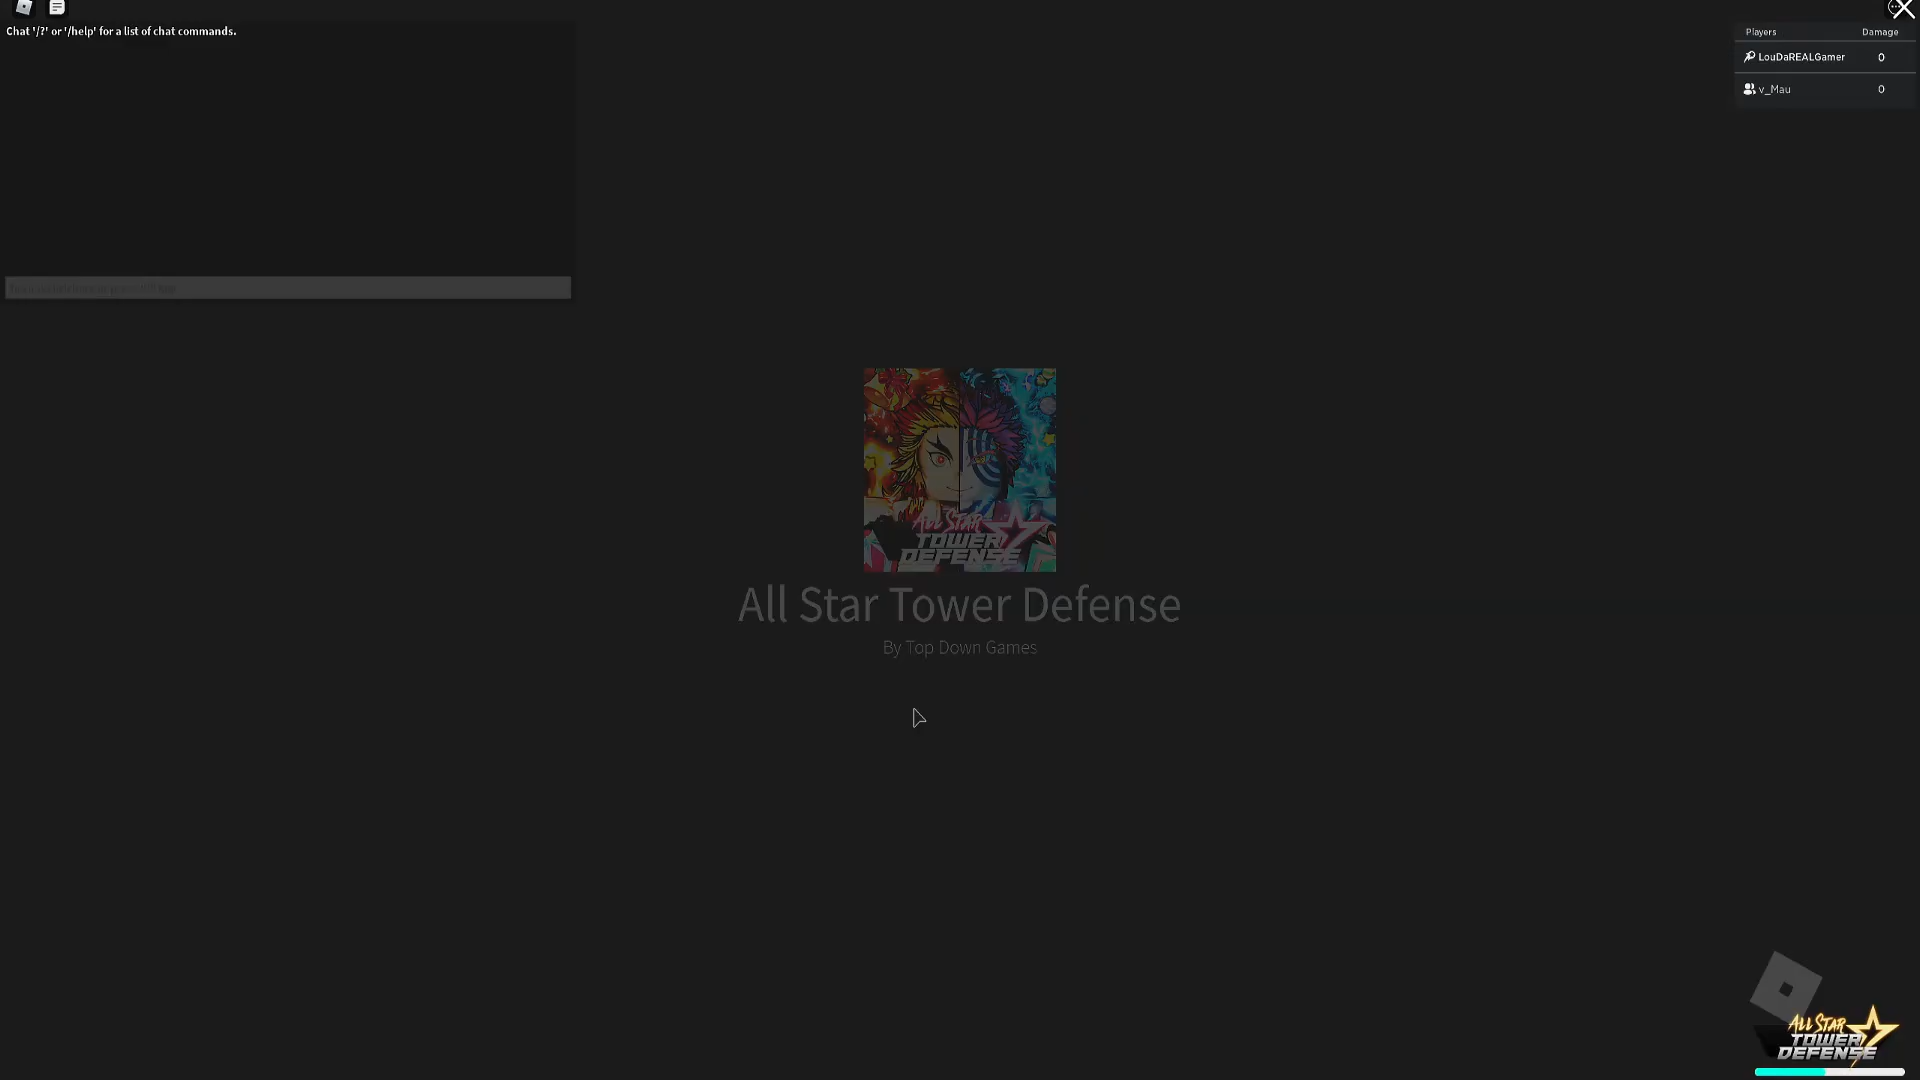 Chat '/?' or '/help' for a list of chat commands.
Players Damage
LouDaREALGamer 0
v_Mau 0
ALL STAR
TOWER
DEFENSE
All Star Tower Defense
By Top Down Games
ALL STAR
TOWER
DEFENSE